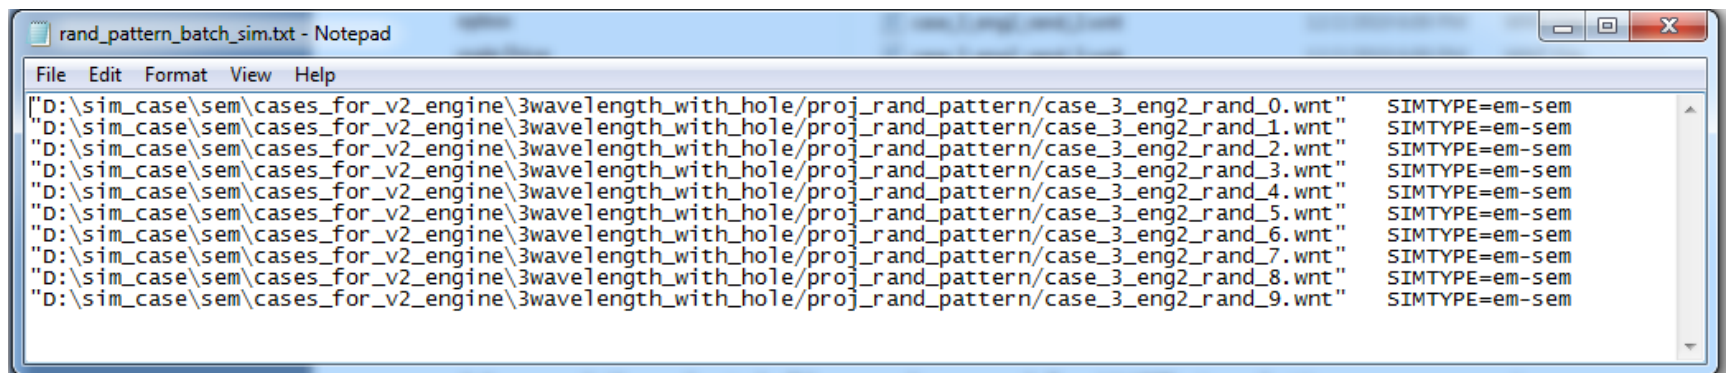 rand_pattern_batch_sim.txt - Notepad
File Edit Format View Help
"D:\sim_case\sem\cases_for_v2_engine\3wavelength_with_hole/proj_rand_pattern/case_3_eng2_rand_0.wnt" SIMTYPE=em-sem
"D:\sim_case\sem\cases_for_v2_engine\3wavelength_with_hole/proj_rand_pattern/case_3_eng2_rand_1.wnt" SIMTYPE=em-sem
"D:\sim_case\sem\cases_for_v2_engine\3wavelength_with_hole/proj_rand_pattern/case_3_eng2_rand_2.wnt" SIMTYPE=em-sem
"D:\sim_case\sem\cases_for_v2_engine\3wavelength_with_hole/proj_rand_pattern/case_3_eng2_rand_3.wnt" SIMTYPE=em-sem
"D:\sim_case\sem\cases_for_v2_engine\3wavelength_with_hole/proj_rand_pattern/case_3_eng2_rand_4.wnt" SIMTYPE=em-sem
"D:\sim_case\sem\cases_for_v2_engine\3wavelength_with_hole/proj_rand_pattern/case_3_eng2_rand_5.wnt" SIMTYPE=em-sem
"D:\sim_case\sem\cases_for_v2_engine\3wavelength_with_hole/proj_rand_pattern/case_3_eng2_rand_6.wnt" SIMTYPE=em-sem
"D:\sim_case\sem\cases_for_v2_engine\3wavelength_with_hole/proj_rand_pattern/case_3_eng2_rand_7.wnt" SIMTYPE=em-sem
"D:\sim_case\sem\cases_for_v2_engine\3wavelength_with_hole/proj_rand_pattern/case_3_eng2_rand_8.wnt" SIMTYPE=em-sem
"D:\sim_case\sem\cases_for_v2_engine\3wavelength_with_hole/proj_rand_pattern/case_3_eng2_rand_9.wnt" SIMTYPE=em-sem